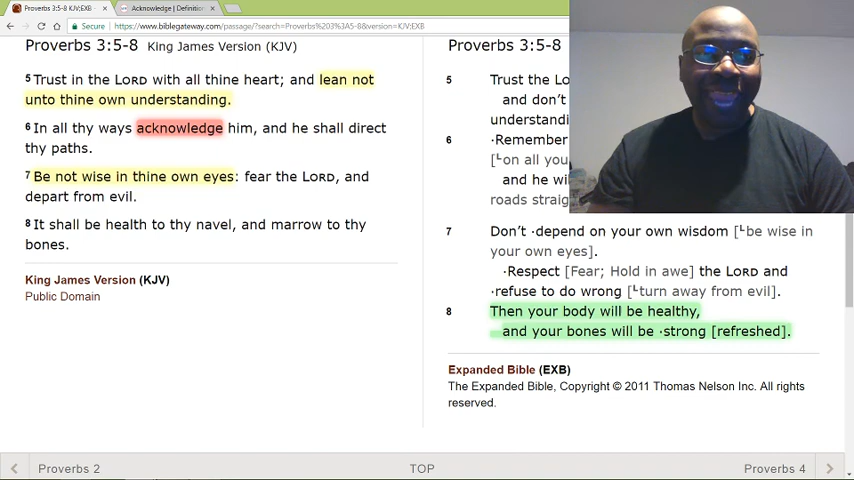 Proverbs 3:5-8 KJV;EXB -
Acknowledge | Definition
Secure https://www.biblegateway.com/passage/?search=Proverbs%203%3A5-8&version=KJV;EXB
Proverbs 3:5-8 King James Version (KJV)
5 Trust in the LORD with all thine heart; and lean not
unto thine own understanding.
6 In all thy ways acknowledge him, and he shall direct
thy paths.
7 Be not wise in thine own eyes: fear the LORD, and
depart from evil.
8 It shall be health to thy navel, and marrow to thy
bones.
King James Version (KJV)
Public Domain
Proverbs 3:5-8
5 Trust the Lo
and don't
understandi
6 ·Remember
[Lon all you
and he wi
roads straig
7 Don't ·depend on your own wisdom [Lbe wise in
your own eyes].
·Respect [Fear; Hold in awe] the LORD and
·refuse to do wrong [Lturn away from evil].
8 Then your body will be healthy,
and your bones will be ·strong [refreshed].
Expanded Bible (EXB)
The Expanded Bible, Copyright © 2011 Thomas Nelson Inc. All rights
reserved.
Proverbs 2 TOP Proverbs 4